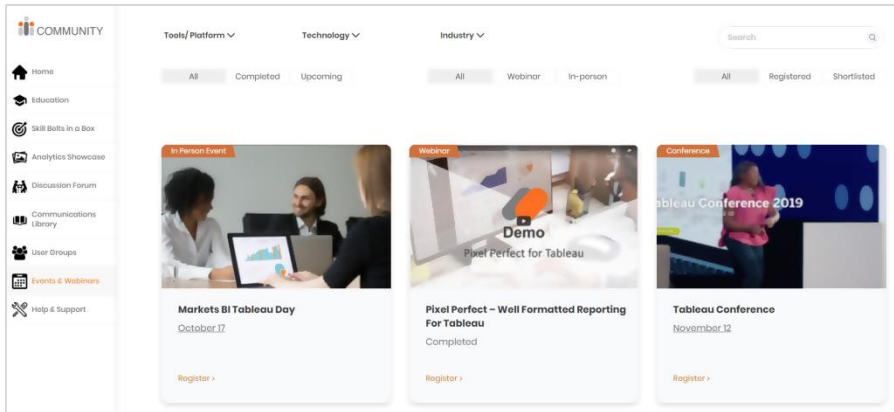 COMMUNITY
Home
Education
Skill Bolts in a Box
Analytics Showcase
Discussion Forum
Communications
Library
User Groups
Events & Webinars
Help & Support
Tools/ Platform
Technology
Industry
Search
All
Completed
Upcoming
All
Webinar
In-person
All
Registered
Shortlisted
In Person Event
Markets BI Tableau Day
October 17
Register >
Webinar
Demo
Pixel Perfect for Tableau
Pixel Perfect – Well Formatted Reporting
For Tableau
Completed
Register >
Conference
ableau Conference 2019
Tableau Conference
November 12
Register >